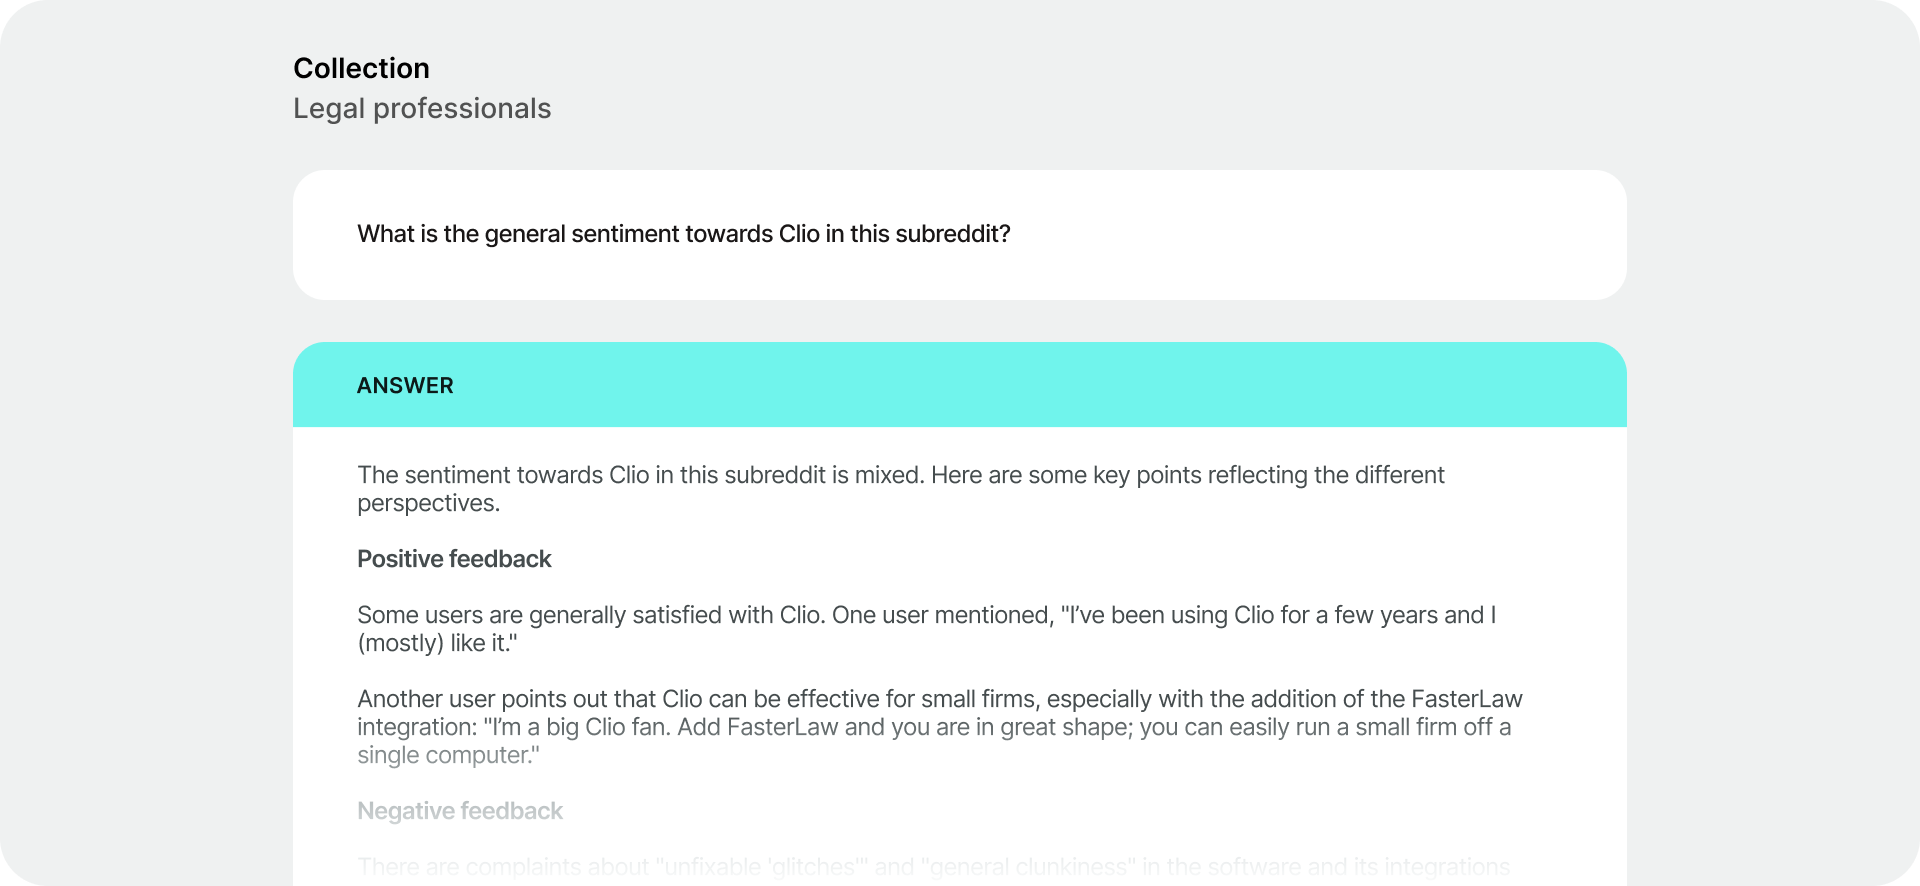 Collection
Legal professionals
What is the general sentiment towards Clio in this subreddit?
ANSWER
The sentiment towards Clio in this subreddit is mixed. Here are some key points reflecting the different
perspectives.
Positive feedback
Some users are generally satisfied with Clio. One user mentioned, "I’ve been using Clio for a few years and I
(mostly) like it."
Another user points out that Clio can be effective for small firms, especially with the addition of the FasterLaw
integration: "I’m a big Clio fan. Add FasterLaw and you are in great shape; you can easily run a small firm off a
single computer."
Negative feedback
There are complaints about "unfixable 'glitches'" and "general clunkiness" in the software and its integrations